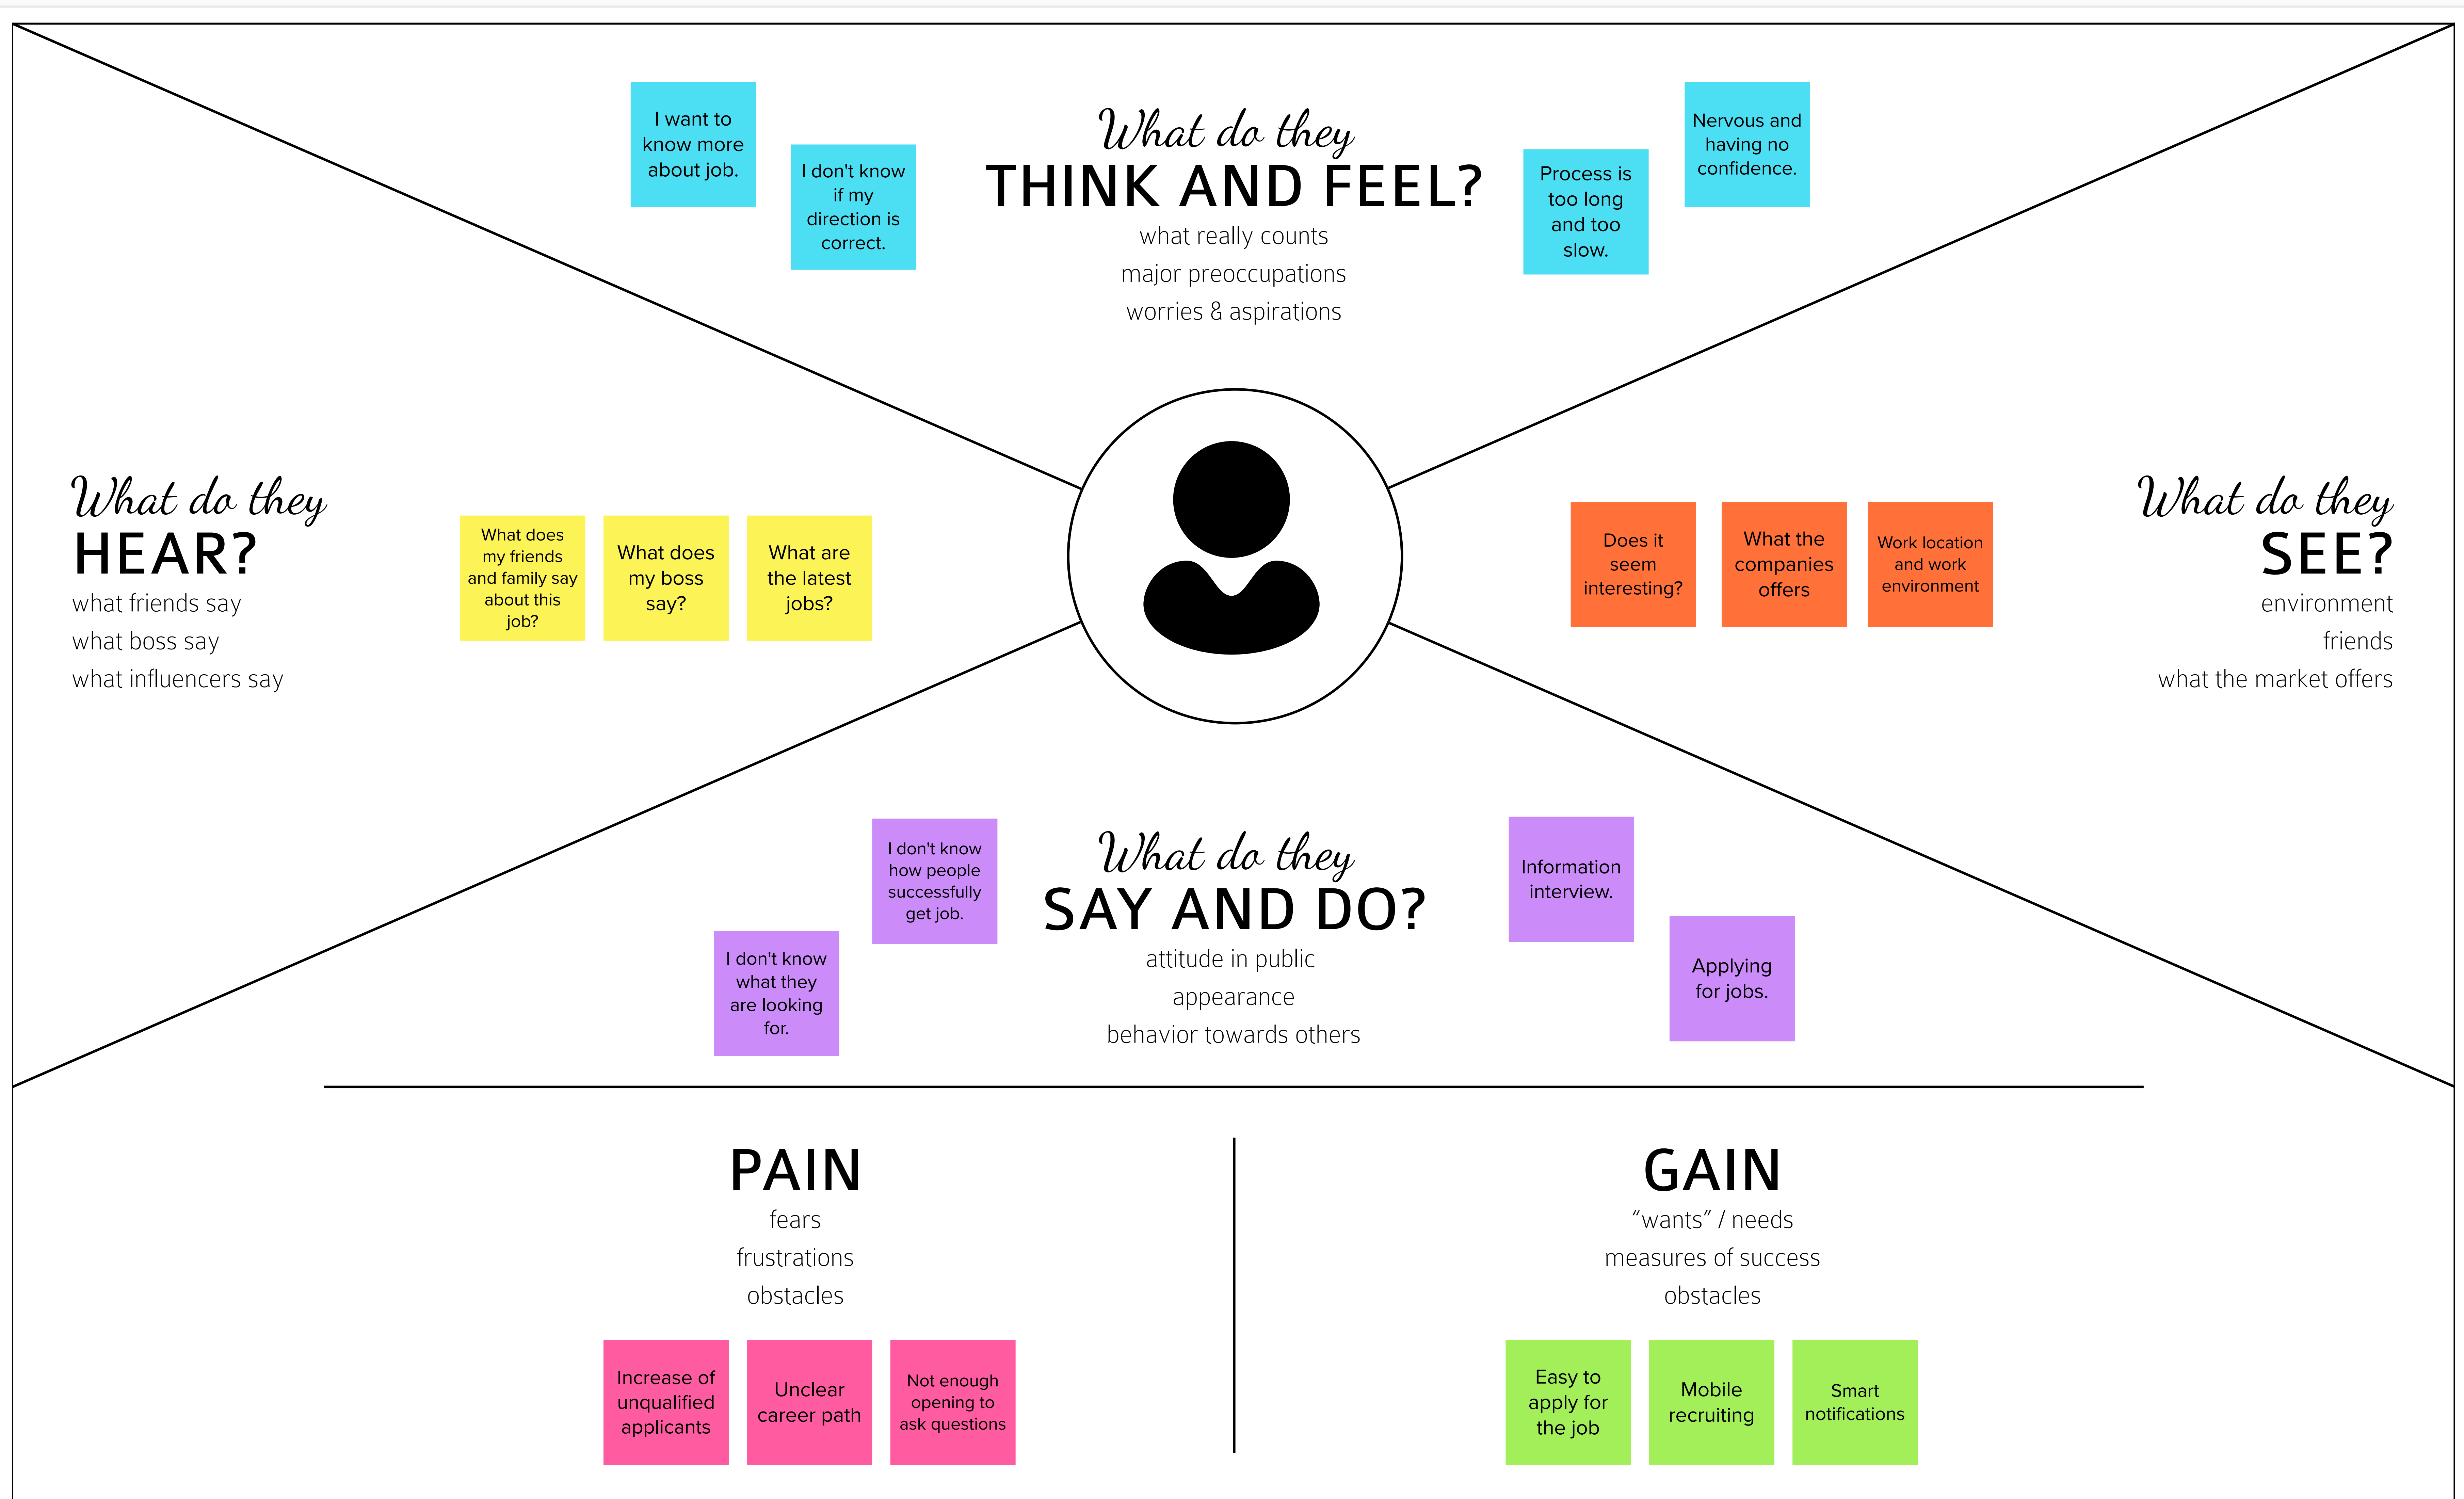 I want to
know more
about job.
I don't know
if my
direction is
correct.
What do they
THINK AND FEEL?
what really counts
major preoccupations
worries & aspirations
Process is
too long
and too
slow.
Nervous and
having no
confidence.
What do they
HEAR?
what friends say
what boss say
what influencers say
What does
my friends
and family say
about this
job?
What does
my boss
say?
What are
the latest
jobs?
Does it
seem
interesting?
What the
companies
offers
Work location
and work
environment
What do they
SEE?
environment
friends
what the market offers
I don't know
what they
are looking
for.
I don't know
how people
successfully
get job.
What do they
SAY AND DO?
attitude in public
appearance
behavior towards others
Information
interview.
Applying
for jobs.
PAIN
fears
frustrations
obstacles
Increase of
unqualified
applicants
Unclear
career path
Not enough
opening to
ask questions
GAIN
“wants” / needs
measures of success
obstacles
Easy to
apply for
the job
Mobile
recruiting
Smart
notifications